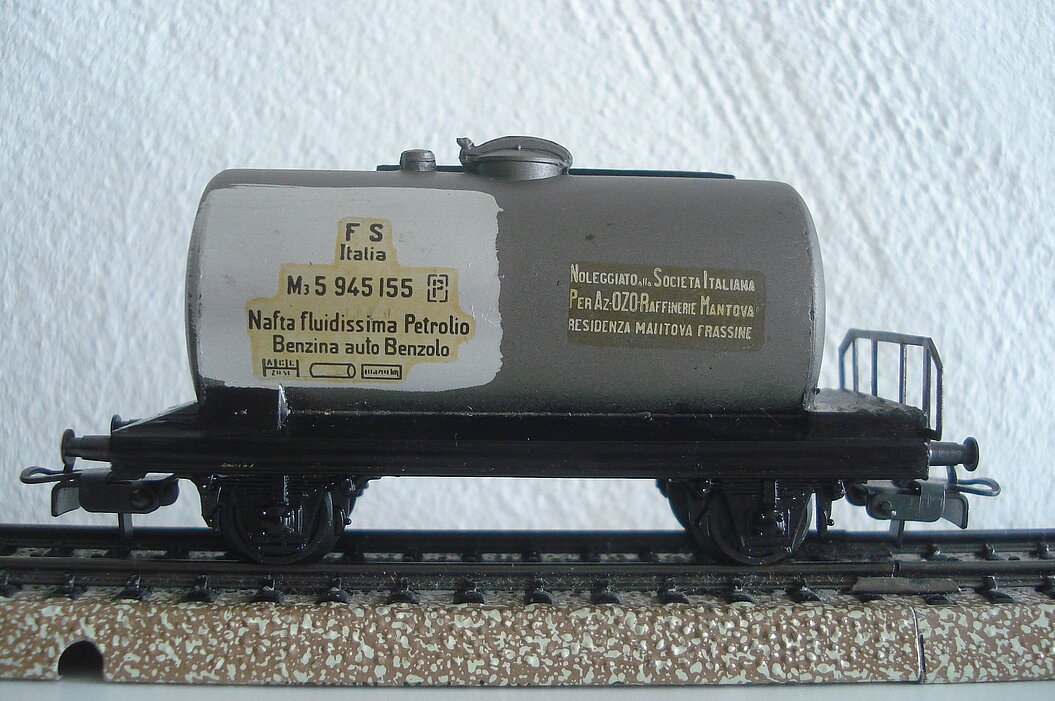 F S
Italia
M3 5 945 155 P
Nafta fluidissima Petrolio
Benzina auto Benzolo
NOLEGGIATO ALLA SOCIETA ITALIANA
PER AZ-OZO-RAFFINERIE MANTOVA
RESIDENZA MANTOVA FRASSINE